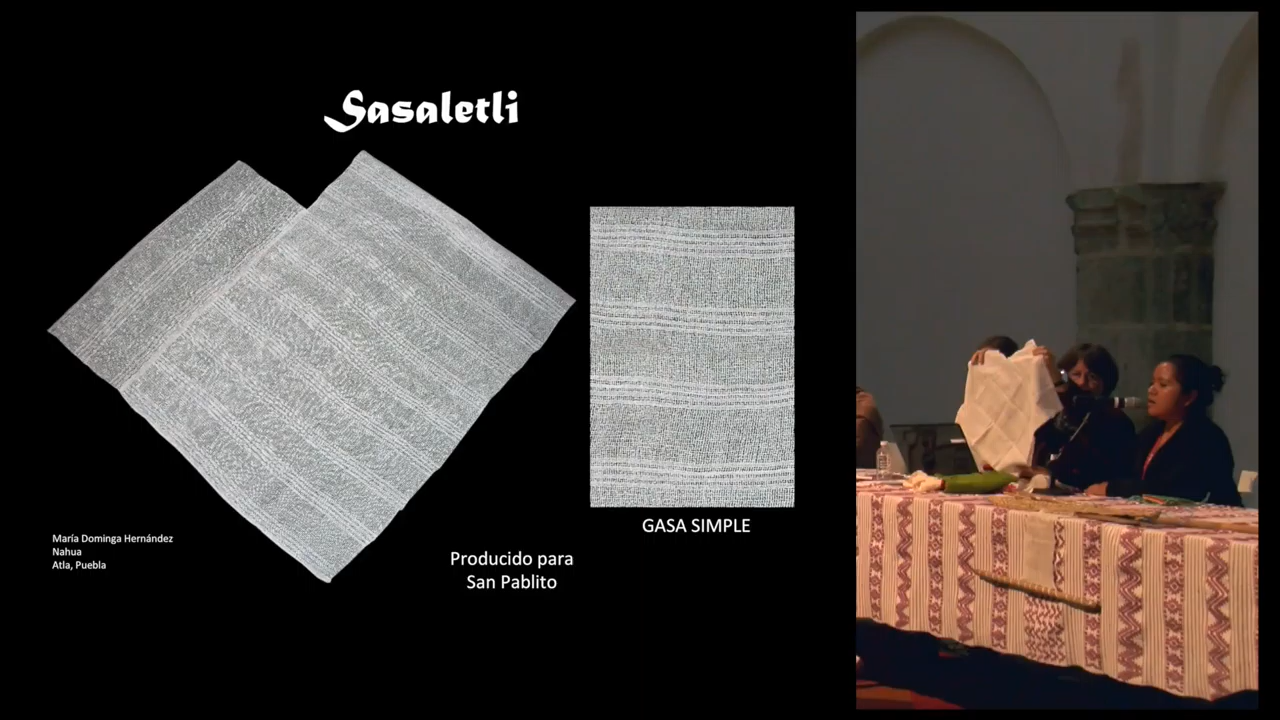 Sasaletli
GASA SIMPLE
María Dominga Hernández
Nahua
Atla, Puebla
Producido para
San Pablito